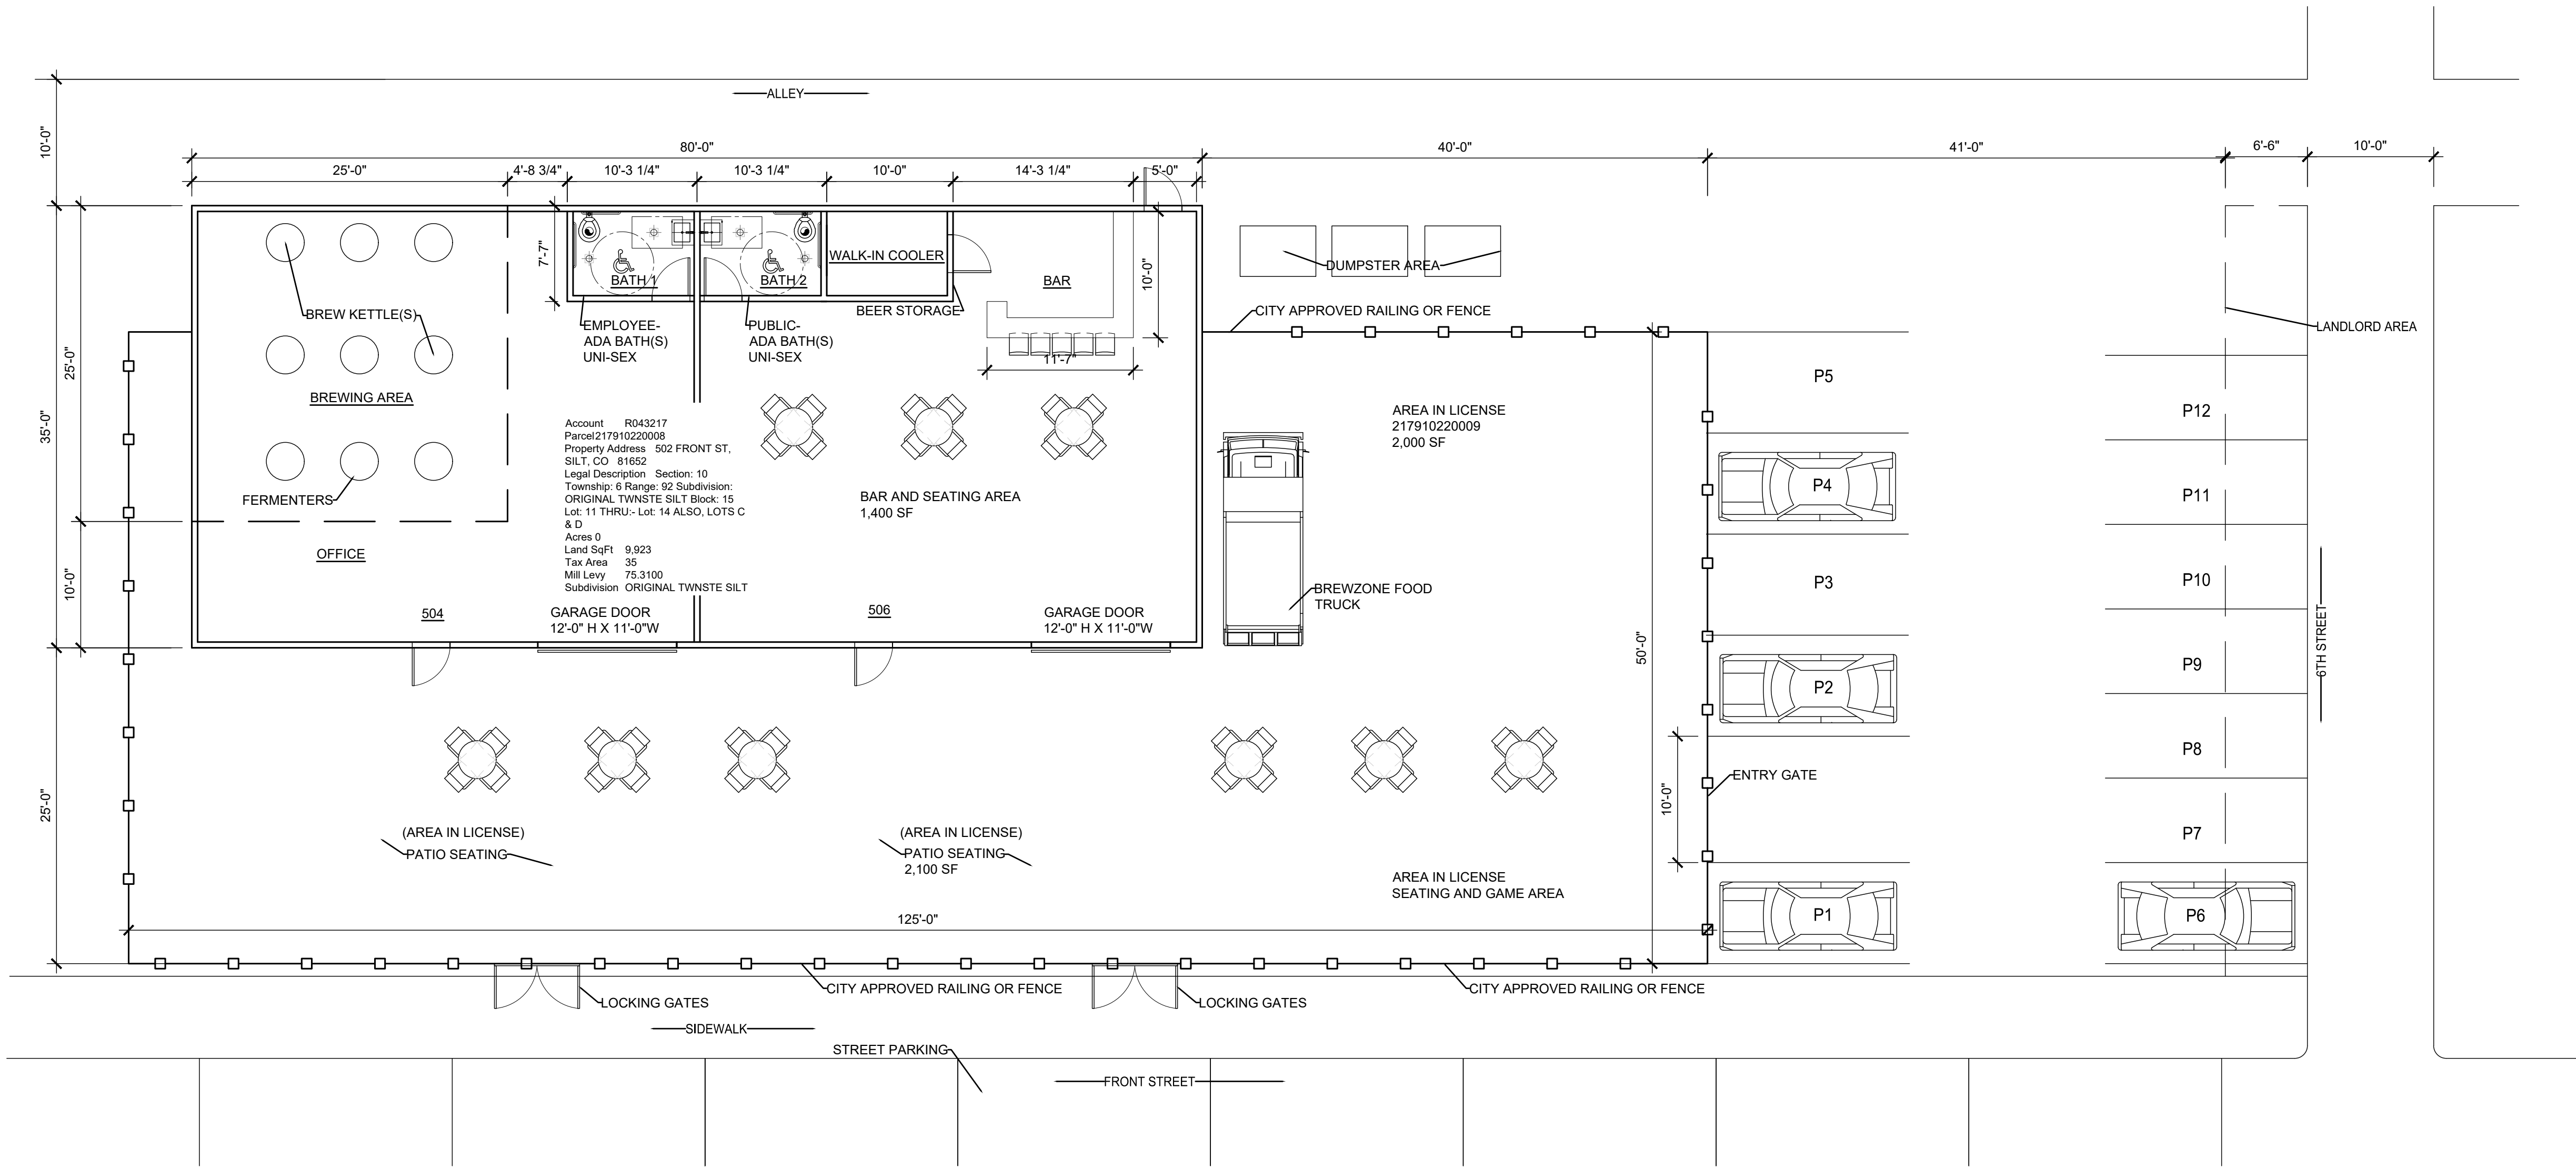 ALLEY
10'-0"
80'-0"
40'-0"
41'-0"
6'-6"
10'-0"
25'-0"
4'-8 3/4"
10'-3 1/4"
10'-3 1/4"
10'-0"
14'-3 1/4"
5'-0"
7'-7"
WALK-IN COOLER
BATH 1
BATH 2
BAR
10'-0"
DUMPSTER AREA
BREW KETTLE(S)
BEER STORAGE
CITY APPROVED RAILING OR FENCE
LANDLORD AREA
EMPLOYEE-
ADA BATH(S)
UNI-SEX
PUBLIC-
ADA BATH(S)
UNI-SEX
11'-7"
25'-0"
35'-0"
BREWING AREA
P5
P12
AREA IN LICENSE
217910220009
2,000 SF
Account R043217
Parcel217910220008
Property Address 502 FRONT ST,
SILT, CO 81652
Legal Description Section: 10
Township: 6 Range: 92 Subdivision:
ORIGINAL TWNSTE SILT Block: 15
Lot: 11 THRU:- Lot: 14 ALSO, LOTS C
& D
Acres 0
Land SqFt 9,923
Tax Area 35
Mill Levy 75.3100
Subdivision ORIGINAL TWNSTE SILT
FERMENTERS
BAR AND SEATING AREA
1,400 SF
P4
P11
OFFICE
10'-0"
P3
P10
BREWZONE FOOD
TRUCK
504
GARAGE DOOR
12'-0" H X 11'-0"W
506
GARAGE DOOR
12'-0" H X 11'-0"W
50'-0"
6TH STREET
P2
P9
P8
ENTRY GATE
10'-0"
25'-0"
(AREA IN LICENSE)
PATIO SEATING
(AREA IN LICENSE)
PATIO SEATING
2,100 SF
P7
AREA IN LICENSE
SEATING AND GAME AREA
125'-0"
P1
P6
CITY APPROVED RAILING OR FENCE
CITY APPROVED RAILING OR FENCE
LOCKING GATES
LOCKING GATES
SIDEWALK
STREET PARKING
FRONT STREET